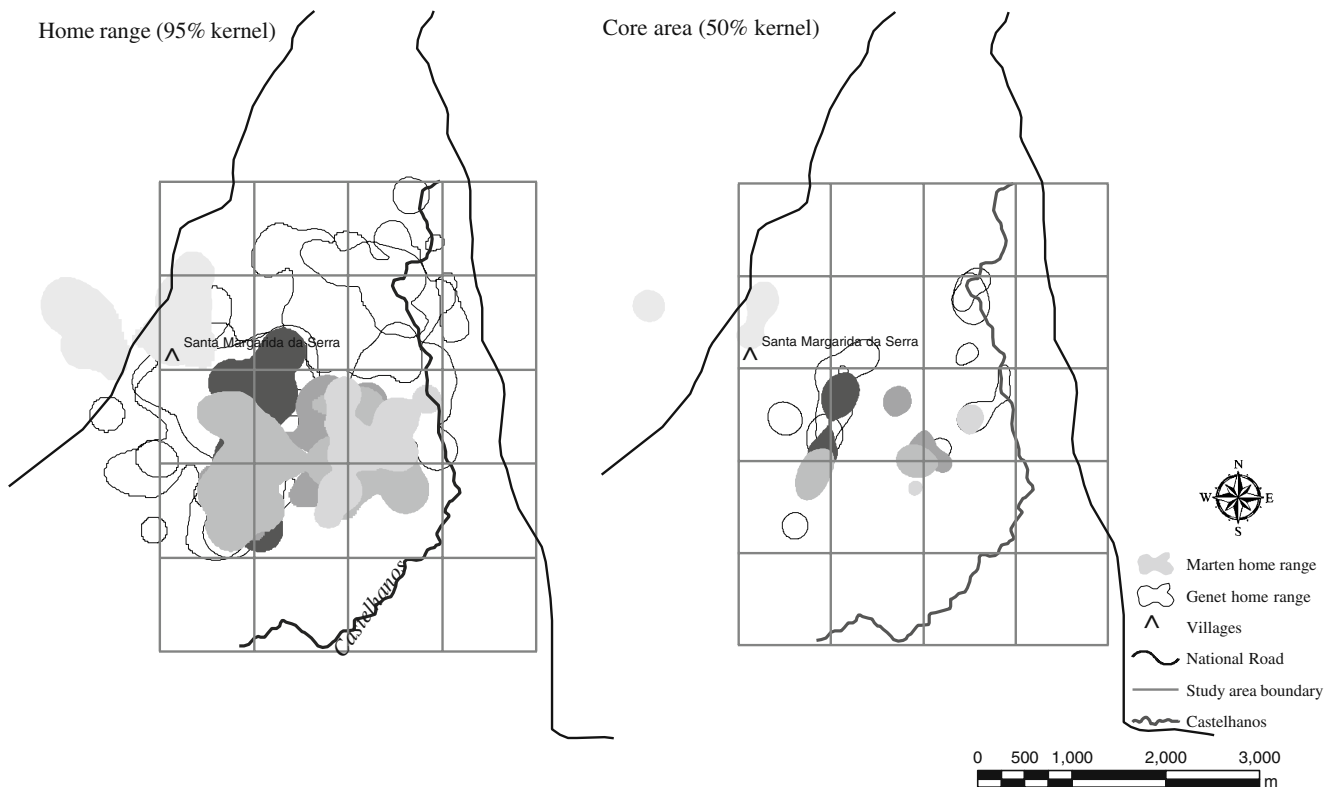 Home range (95% kernel)
Core area (50% kernel)
Santa Margarida da Serra
Santa Margarida da Serra
Castelhanos
N
W
E
S
Marten home range
Genet home range
Villages
National Road
Study area boundary
Castelhanos
0 500 1,000 2,000 3,000
m